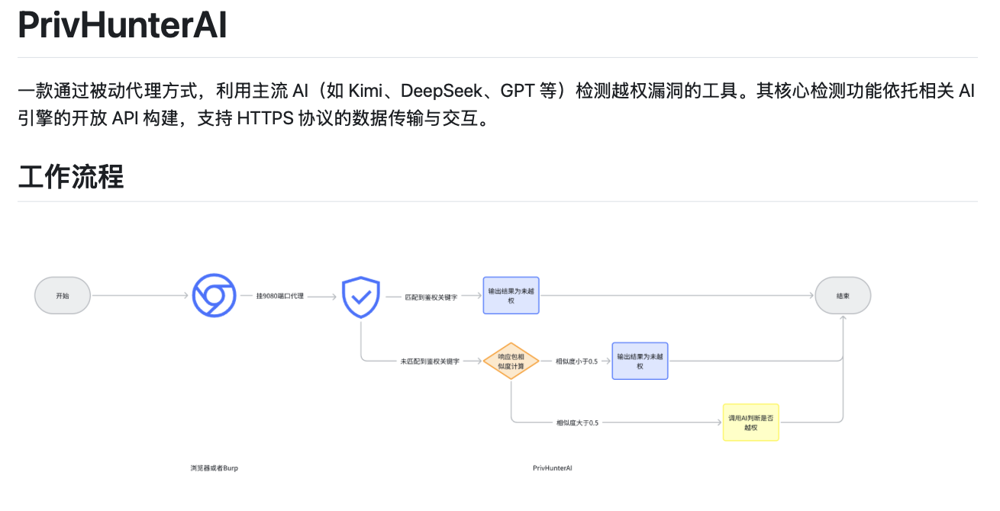 PrivHunterAI
一款通过被动代理方式，利用主流 AI（如 Kimi、DeepSeek、GPT 等）检测越权漏洞的工具。其核心检测功能依托相关 AI
引擎的开放 API 构建，支持 HTTPS 协议的数据传输与交互。
工作流程
开始
挂9080端口代理
匹配到鉴权关键字
输出结果为未越
权
结束
未匹配到鉴权关键字
响应包相
似度计算
相似度小于0.5
输出结果为未越
权
相似度大于0.5
调用AI判断是否
越权
浏览器或者Burp
PrivHunterAI